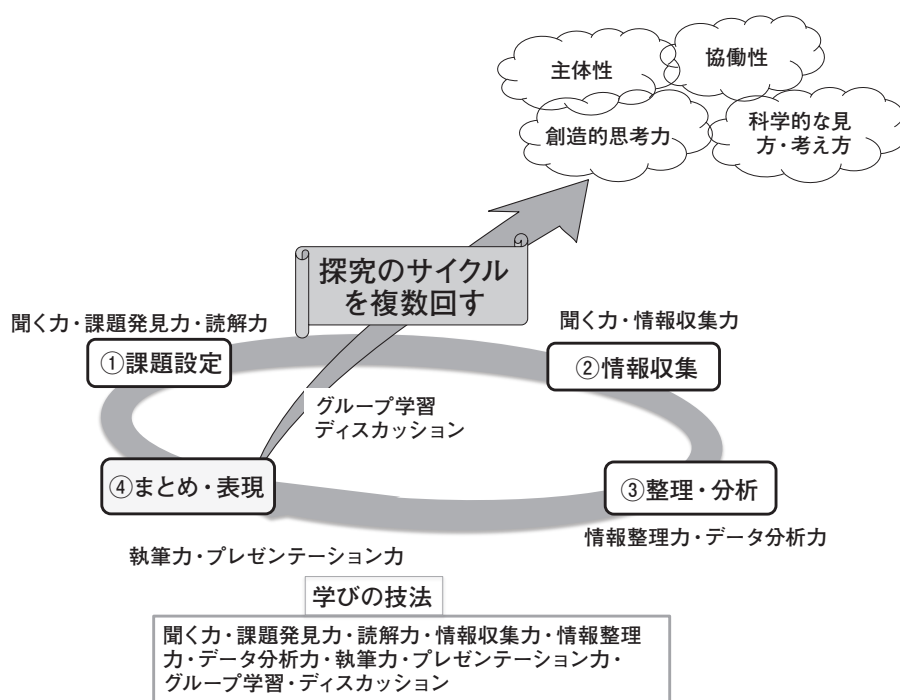 主体性
協働性
創造的思考力
科学的な見
方・考え方
探究のサイクル
を複数回す
聞く力・課題発見力・読解力
①課題設定
聞く力・情報収集力
②情報収集
グループ学習
ディスカッション
④まとめ・表現
③整理・分析
情報整理力・データ分析力
執筆力・プレゼンテーション力
学びの技法
聞く力・課題発見力・読解力・情報収集力・情報整理
力・データ分析力・執筆力・プレゼンテーション力・
グループ学習・ディスカッション